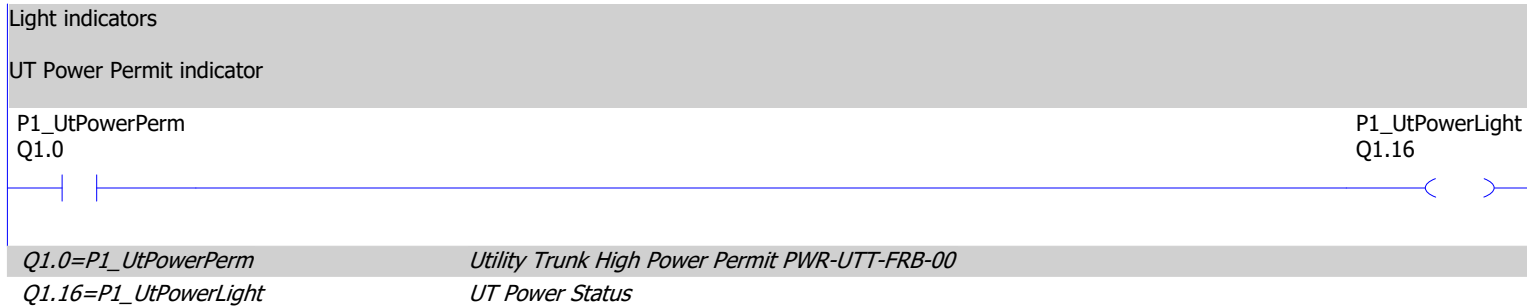 Light indicators
UT Power Permit indicator
P1_UtPowerPerm P1_UtPowerLight
Q1.0 Q1.16
Q1.0=P1_UtPowerPerm Utility Trunk High Power Permit PWR-UTT-FRB-00
Q1.16=P1_UtPowerLight UT Power Status